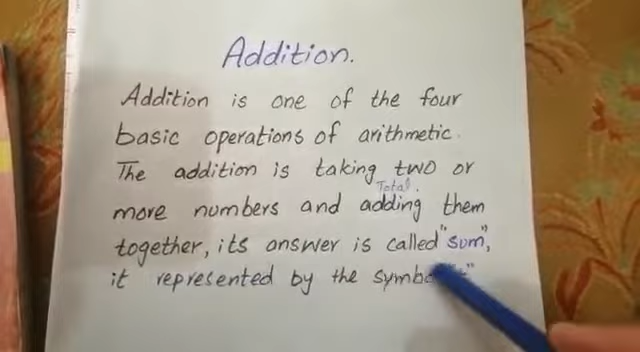 Addition.
Addition is one of the four
basic operations of arithmetic.
The addition is taking two or
Total.
more numbers and adding them
together, its answer is called "sum",
it represented by the